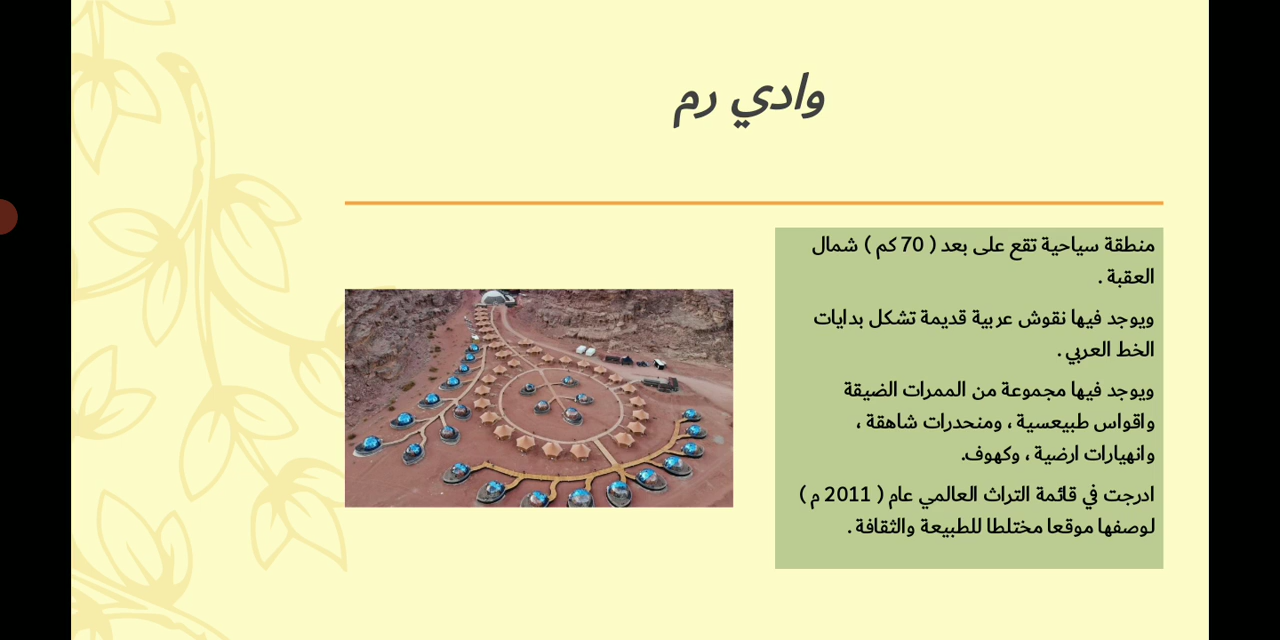 وادي رم
منطقة سياحية تقع على بعد ( 70 كم ) شمال
العقبة .
ويوجد فيها نقوش عربية قديمة تشكل بدايات
الخط العربي .
ويوجد فيها مجموعة من الممرات الضيقة
واقواس طبيعسية ، ومنحدرات شاهقة ،
وانهيارات ارضية ، وكهوف.
ادرجت في قائمة التراث العالمي عام ( 2011 م )
لوصفها موقعا مختلطا للطبيعة والثقافة .